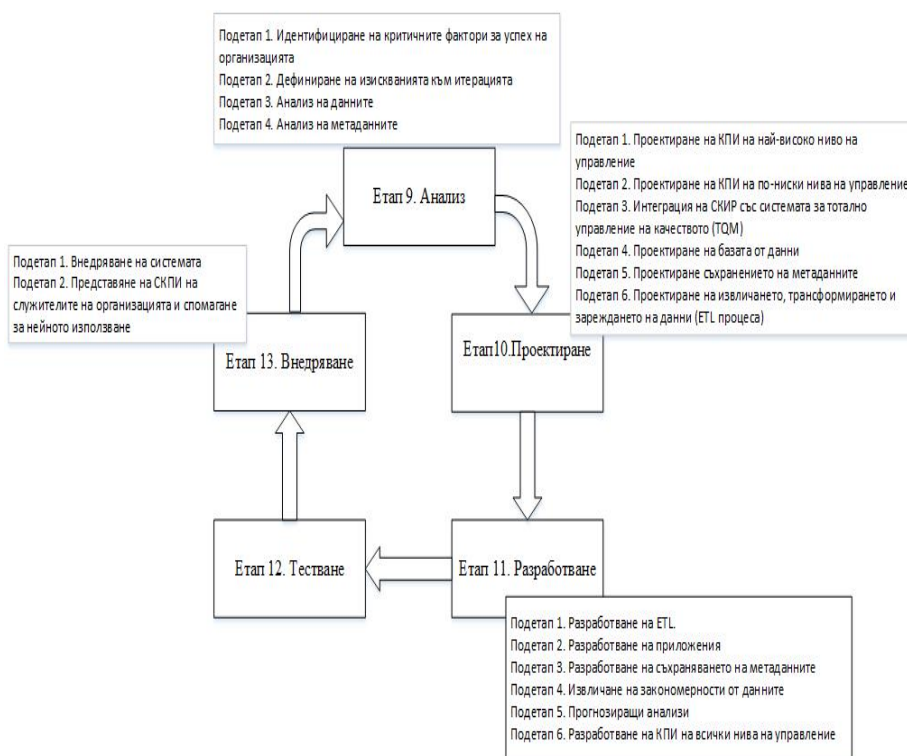 Подетап 1. Идентифициране на критичните фактори за успех на
организацията
Подетап 2. Дефиниране на изискванията към итерацията
Подетап 3. Анализ на данните
Подетап 4. Анализ на метаданните
Етап 9. Анализ
Подетап 1. Проектиране на КПИ на най-високо ниво на
управление
Подетап 2. Проектиране на КПИ на по-ниски нива на управление
Подетап 3. Интеграция на СКИР със системата за тотално
управление на качеството (TQM)
Подетап 4. Проектиране на базата от данни
Подетап 5. Проектиране съхранението на метаданните
Подетап 6. Проектиране на извличането, трансформирането и
зареждането на данни (ETL процеса)
Етап10.Проектиране
Етап 11. Разработване
Подетап 1. Разработване на ETL.
Подетап 2. Разработване на приложения
Подетап 3. Разработване на съхраняването на метаданните
Подетап 4. Извличане на закономерности от данните
Подетап 5. Прогнозиращи анализи
Подетап 6. Разработване на КПИ на всички нива на управление
Етап 12. Тестване
Етап 13. Внедряване
Подетап 1. Внедряване на системата
Подетап 2. Представяне на СКПИ на
служителите на организацията и спомагане
за нейното използване